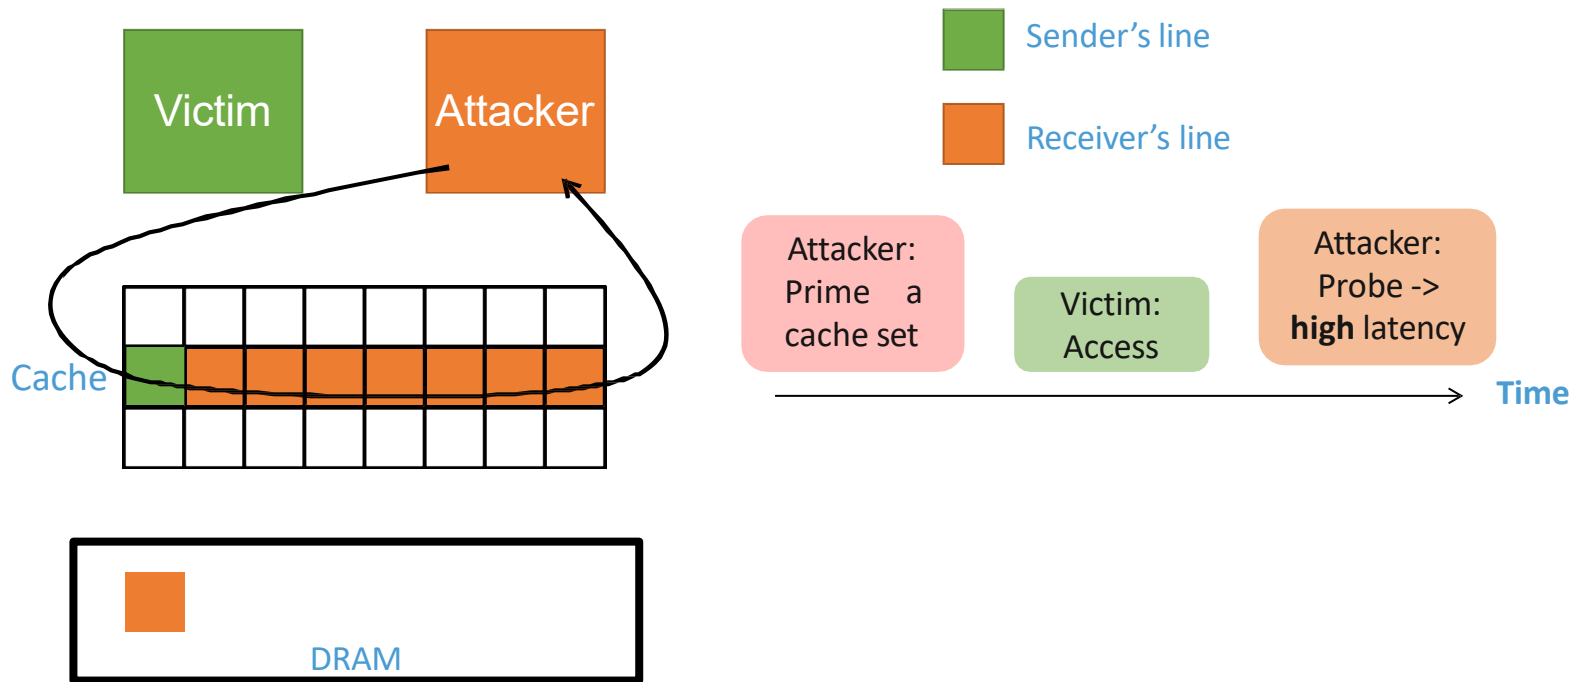 Victim
Attacker
Sender’s line
Receiver’s line
Attacker:
Prime a
cache set
Victim:
Access
Attacker:
Probe ->
high latency
Time
Cache
DRAM